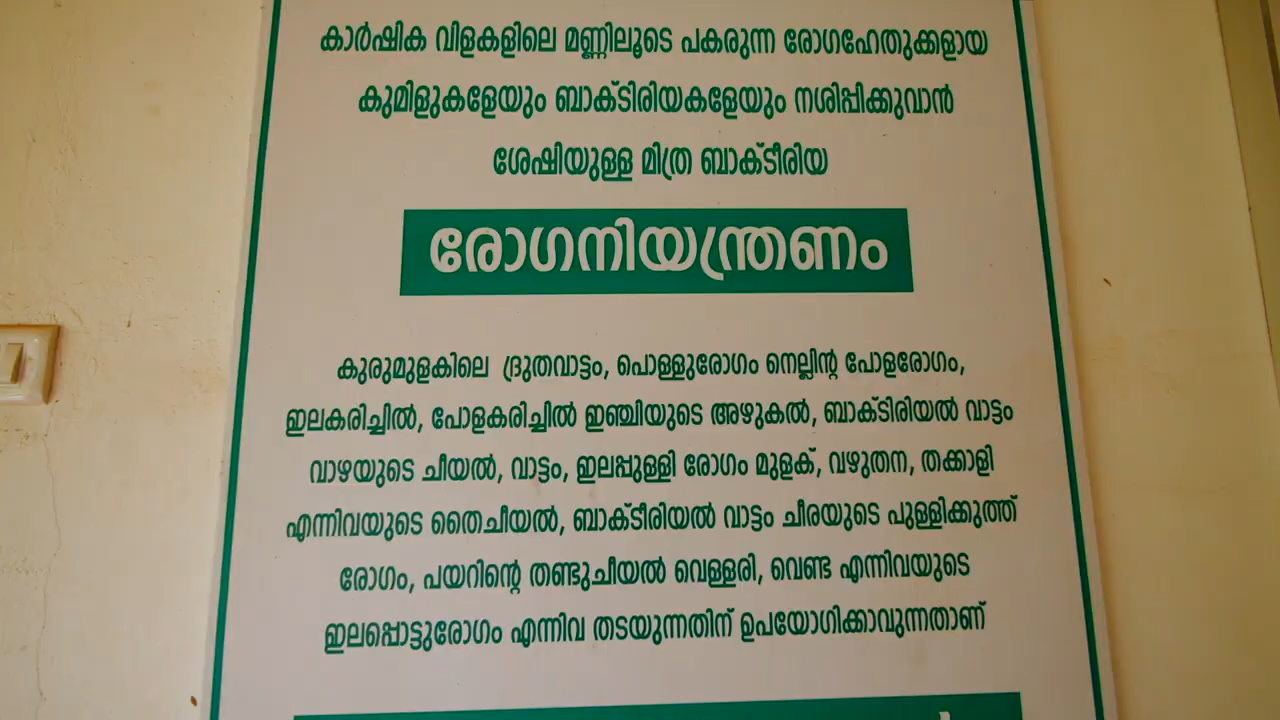 കാർഷിക വിളകളിലെ മണ്ണിലൂടെ പകരുന്ന രോഗഹേതുക്കളായ
കുമിളുകളേയും ബാക്ടിരിയകളേയും നശിപ്പിക്കുവാൻ
ശേഷിയുള്ള മിത്ര ബാക്ടീരിയ
രോഗനിയന്ത്രണം
കുരുമുളകിലെ ദ്രുതവാട്ടം, പൊള്ളുരോഗം നെല്ലിന്റ പോളരോഗം,
ഇലകരിച്ചിൽ, പോളകരിച്ചിൽ ഇഞ്ചിയുടെ അഴുകൽ, ബാക്ടിരിയൽ വാട്ടം
വാഴയുടെ ചീയൽ, വാട്ടം, ഇലപ്പുള്ളി രോഗം മുളക്, വഴുതന, തക്കാളി
എന്നിവയുടെ തൈചീയൽ, ബാക്ടീരിയൽ വാട്ടം ചീരയുടെ പുള്ളിക്കുത്ത്
രോഗം, പയറിന്റെ തണ്ടുചീയൽ വെള്ളരി, വെണ്ട എന്നിവയുടെ
ഇലപ്പൊട്ടുരോഗം എന്നിവ തടയുന്നതിന് ഉപയോഗിക്കാവുന്നതാണ്